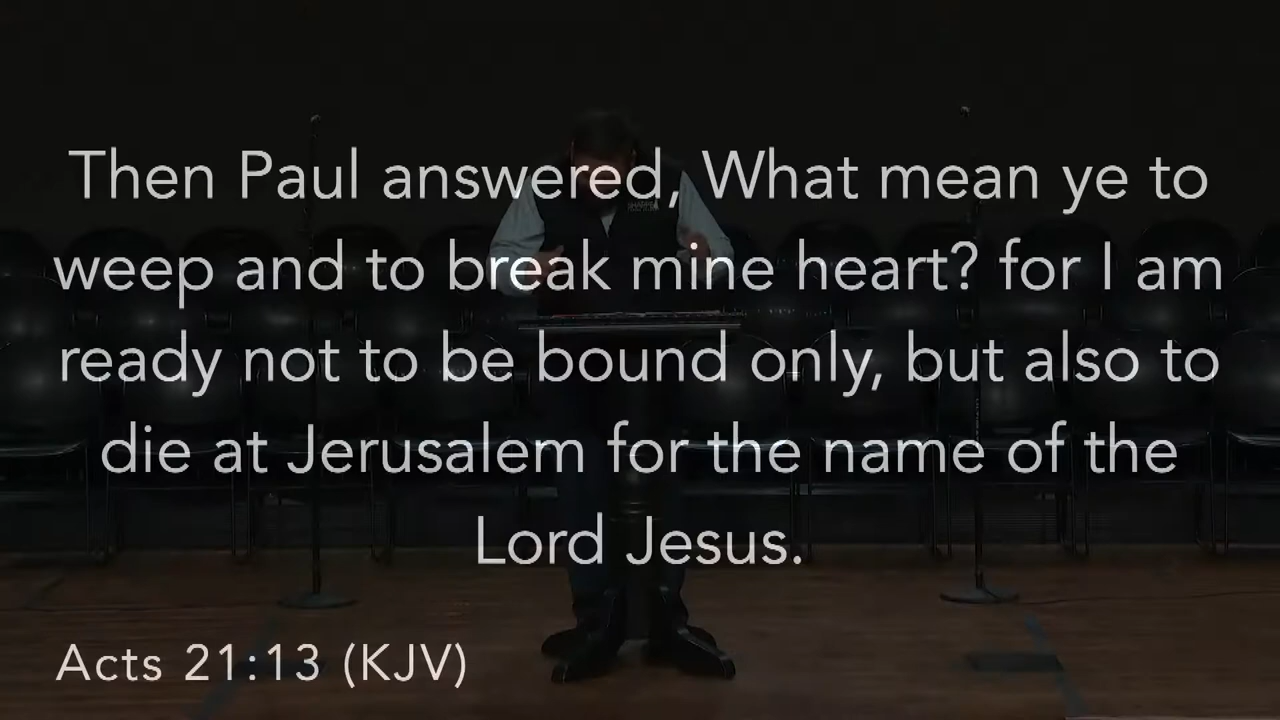 Then Paul answered, What mean ye to
weep and to break mine heart? for I am
ready not to be bound only, but also to
die at Jerusalem for the name of the
Lord Jesus.
Acts 21:13 (KJV)